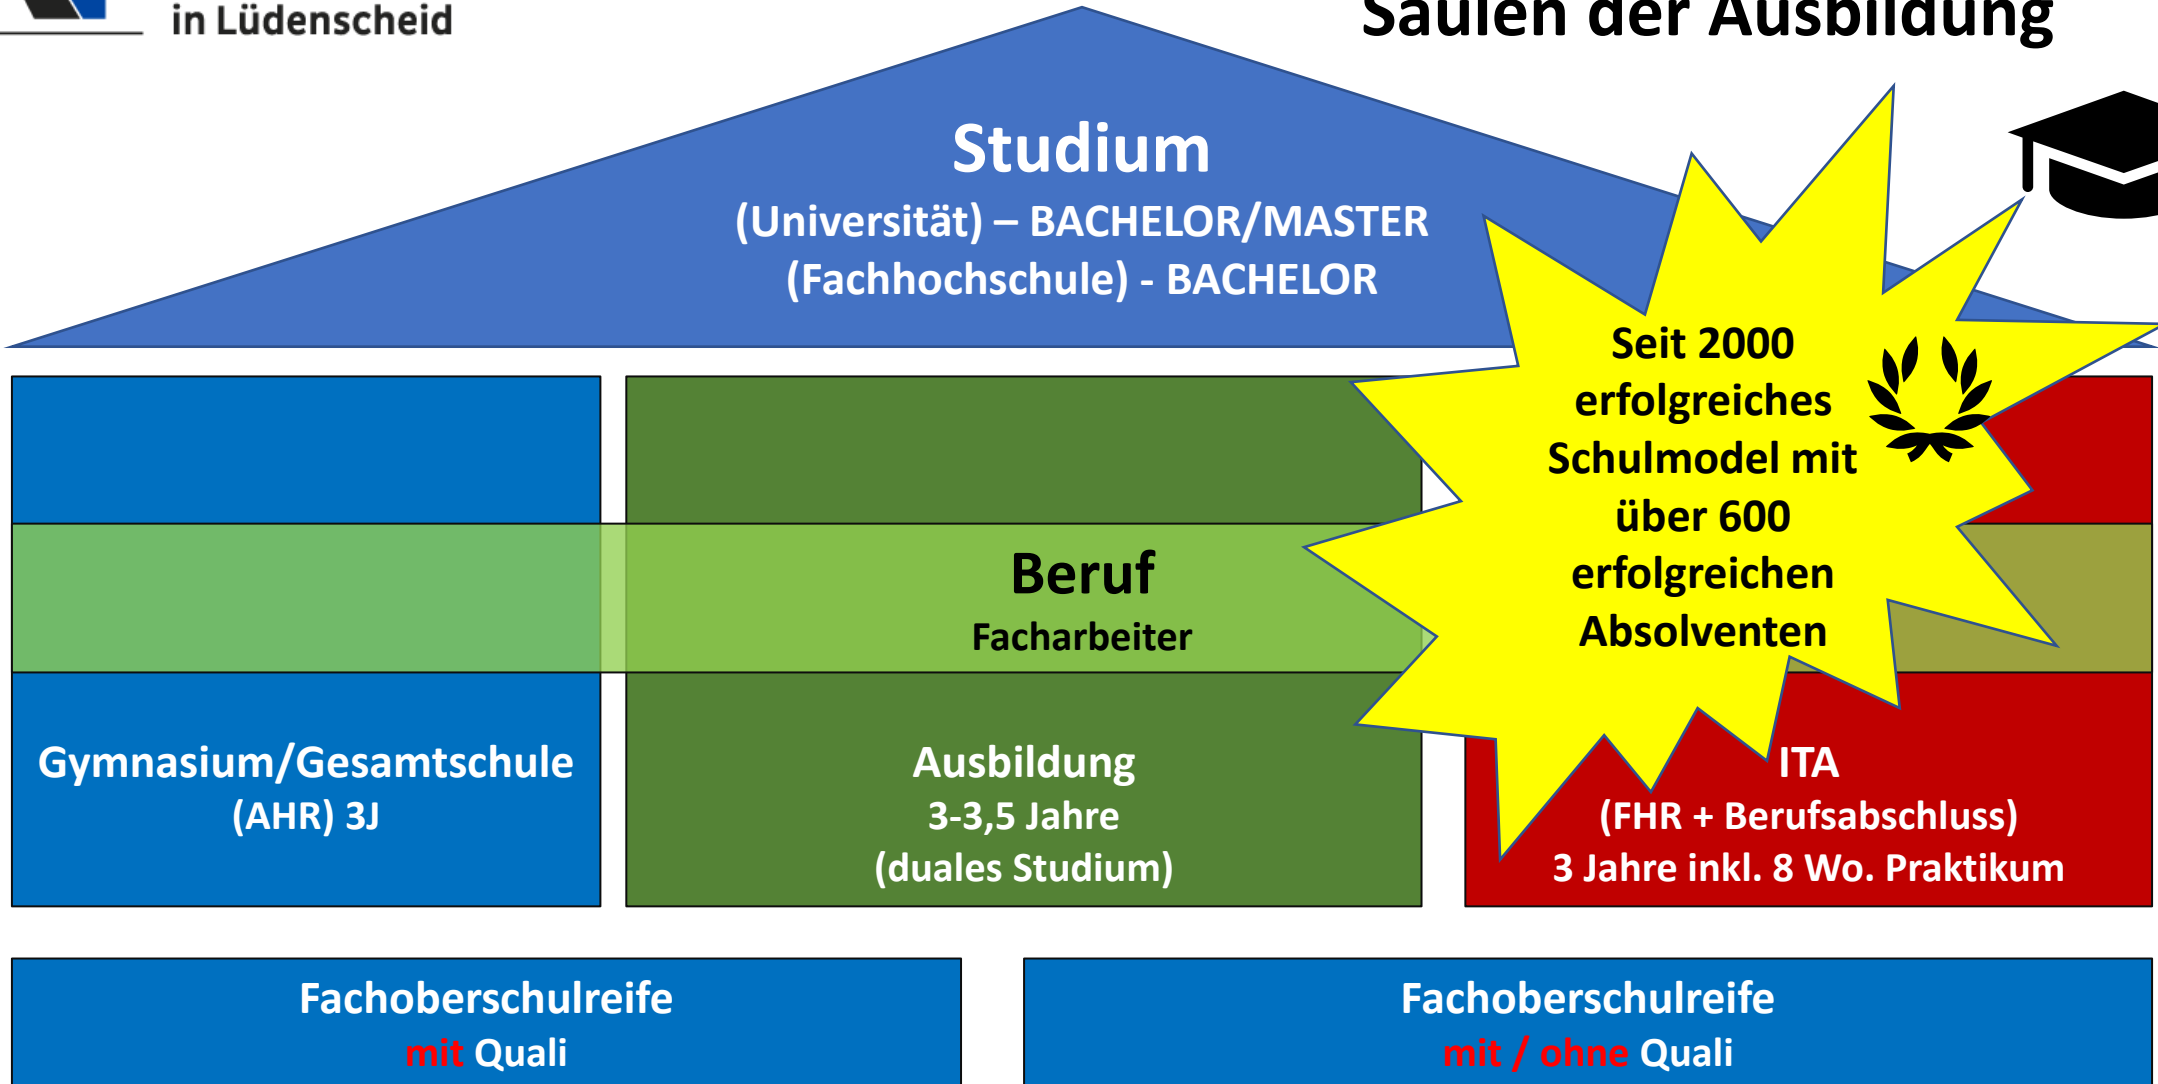 in Lüdenscheid
Säulen der Ausbildung
Studium
(Universität) – BACHELOR/MASTER
(Fachhochschule) - BACHELOR
Seit 2000
erfolgreiches
Schulmodel mit
über 600
erfolgreichen
Absolventen
Beruf
Facharbeiter
Gymnasium/Gesamtschule
(AHR) 3J
Ausbildung
3-3,5 Jahre
(duales Studium)
ITA
(FHR + Berufsabschluss)
3 Jahre inkl. 8 Wo. Praktikum
Fachoberschulreife
mit Quali
Fachoberschulreife
mit / ohne Quali